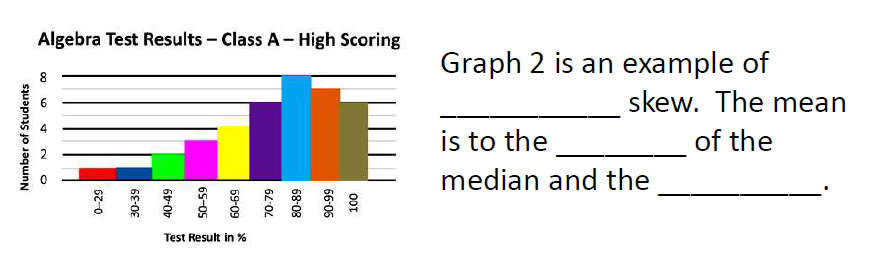 Algebra Test Results – Class A – High Scoring
Number of Students
8
6
4
2
0
0–29
30-39
40-49
50–59
60-69
70-79
80-89
90-99
100
Test Result in %
Graph 2 is an example of
____________ skew. The mean
is to the _________ of the
median and the ___________.